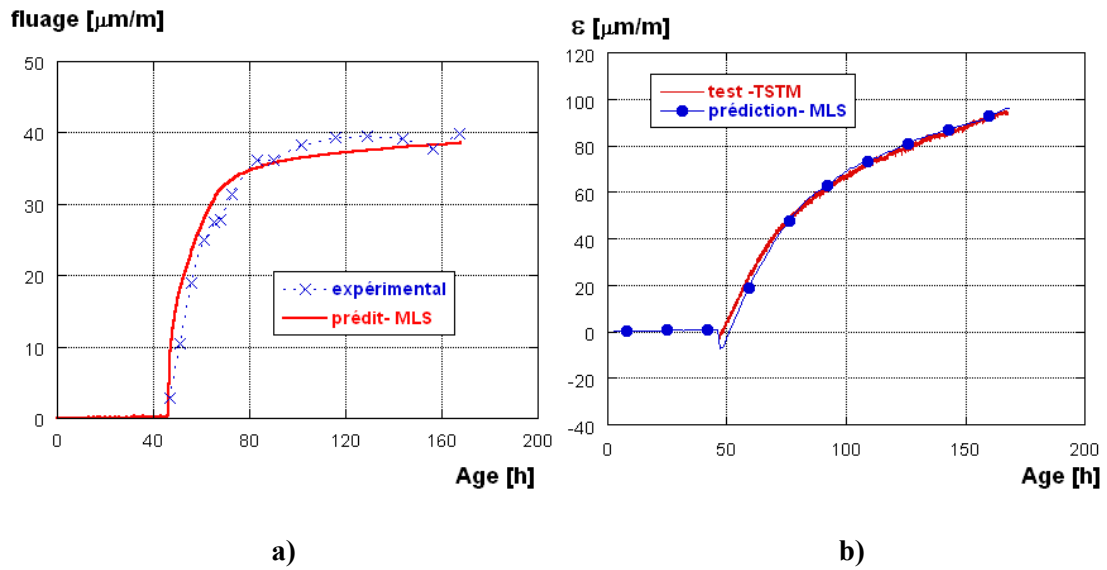 fluage [μm/m]
50
40
30
20
10
0
0 40 80 120 160 200
Age [h]
expérimental
prédit- MLS
a)
ε [μm/m]
120
100
80
60
40
20
0
-20
-40
0 50 100 150 200
Age [h]
test -TSTM
prédiction- MLS
b)